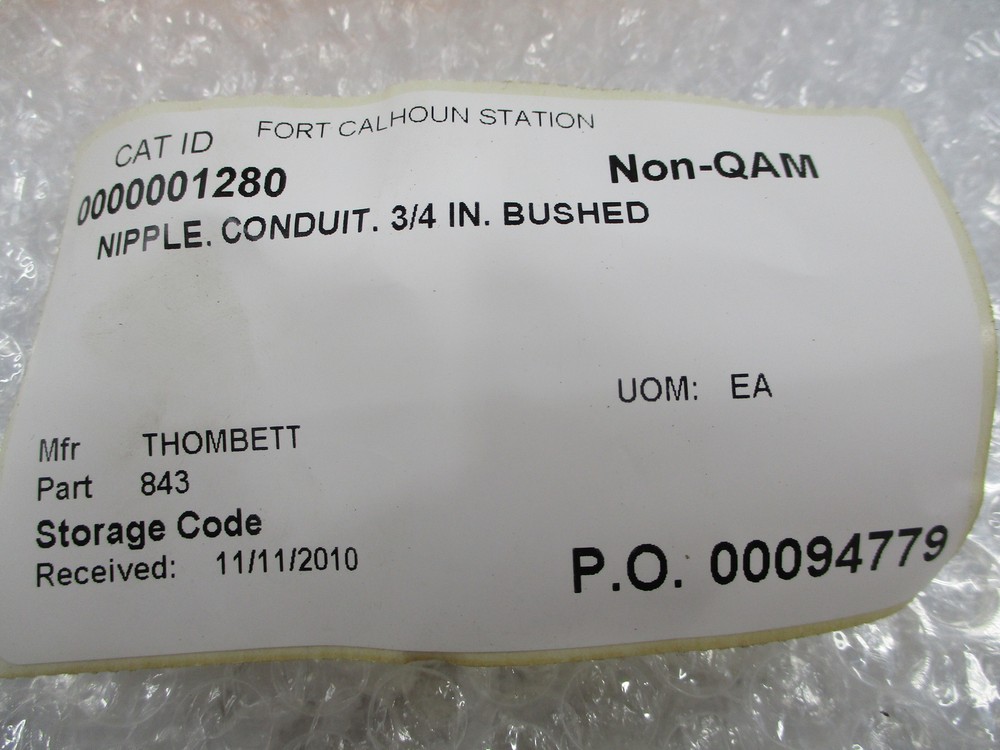 FORT CALHOUN STATION
CAT ID
0000001280 Non-QAM
NIPPLE. CONDUIT. 3/4 IN. BUSHED
UOM: EA
Mfr THOMBETT
Part 843
Storage Code
Received: 11/11/2010
P.O. 00094779